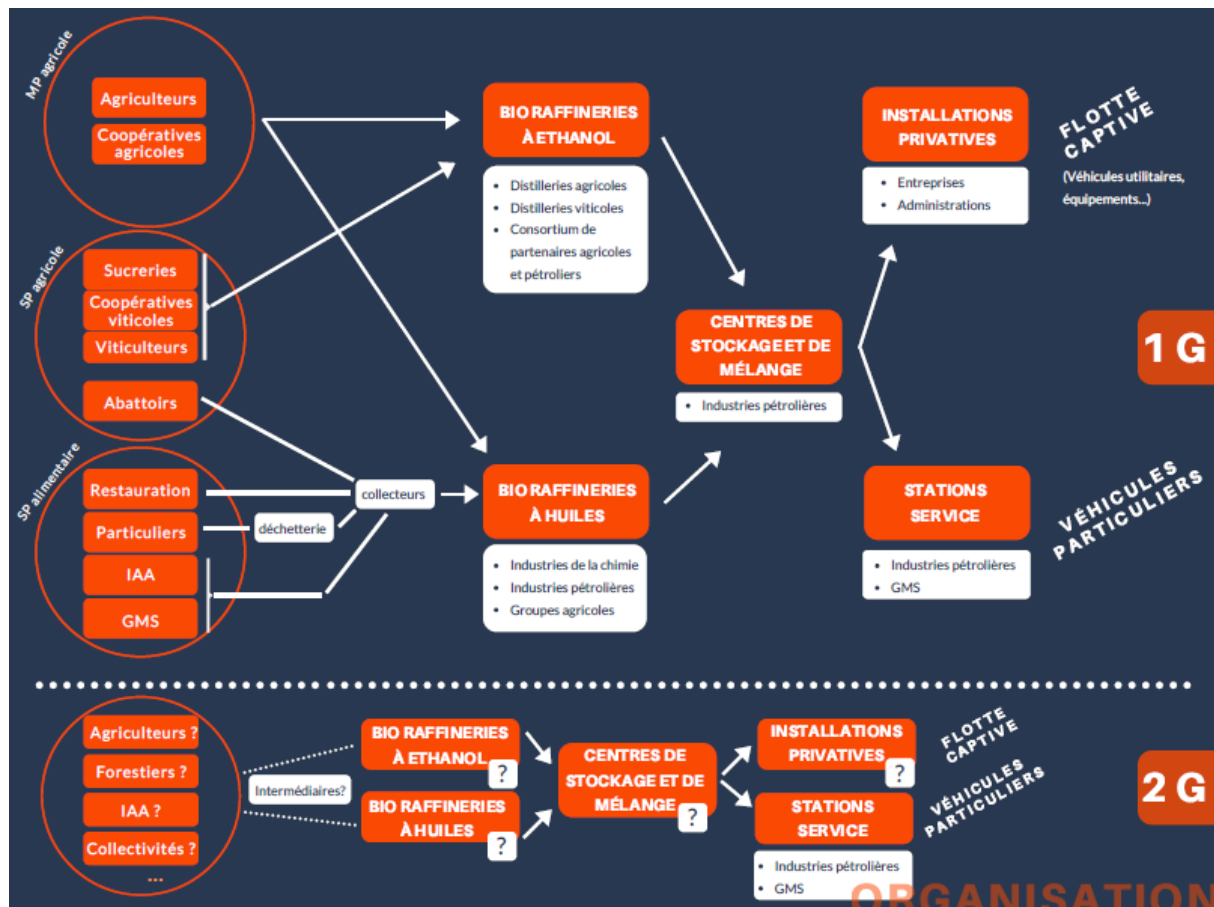 MP agricole
Agriculteurs
Coopératives
agricoles
SP agricole
Sucreries
Coopératives
viticoles
Viticulteurs
Abattoirs
SP alimentaire
Restauration
Particuliers
IAA
GMS
déchetterie
collecteurs
BIO RAFFINERIES
À ETHANOL
• Distilleries agricoles
• Distilleries viticoles
• Consortium de
partenaires agricoles
et pétroliers
BIO RAFFINERIES
À HUILES
• Industries de la chimie
• Industries pétrolières
• Groupes agricoles
CENTRES DE
STOCKAGE ET DE
MÉLANGE
• Industries pétrolières
INSTALLATIONS
PRIVATIVES
• Entreprises
• Administrations
FLOTTE
CAPTIVE
(Véhicules utilitaires,
équipements...)
STATIONS
SERVICE
• Industries pétrolières
• GMS
VÉHICULES
PARTICULIERS
1 G
Agriculteurs ?
Forestiers ?
IAA ?
Collectivités ?
...
Intermédiaires?
BIO RAFFINERIES
À ETHANOL
?
BIO RAFFINERIES
À HUILES
?
CENTRES DE
STOCKAGE ET DE
MÉLANGE
?
INSTALLATIONS
PRIVATIVES
?
FLOTTE
CAPTIVE
STATIONS
SERVICE
• Industries pétrolières
• GMS
VÉHICULES
PARTICULIERS
2 G
ORGANISATION